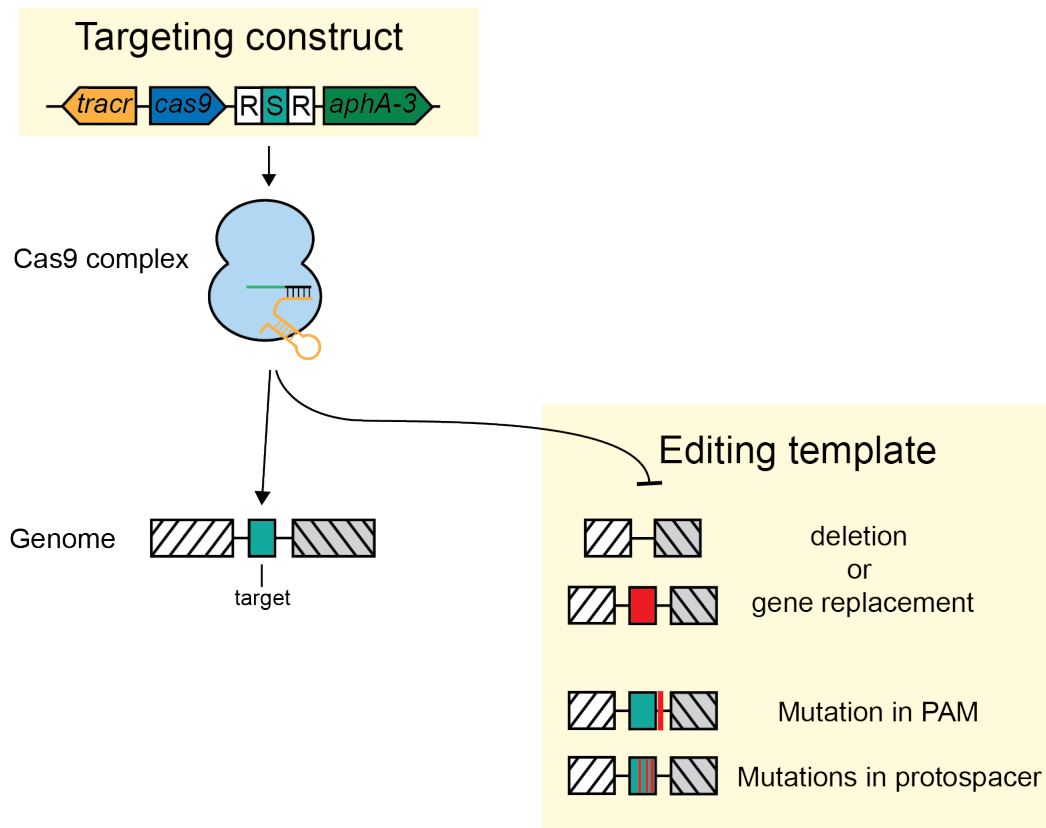 Targeting construct
tracr cas9 R S R aphA-3
Cas9 complex
Editing template
Genome
target
deletion
or
gene replacement
Mutation in PAM
Mutations in protospacer